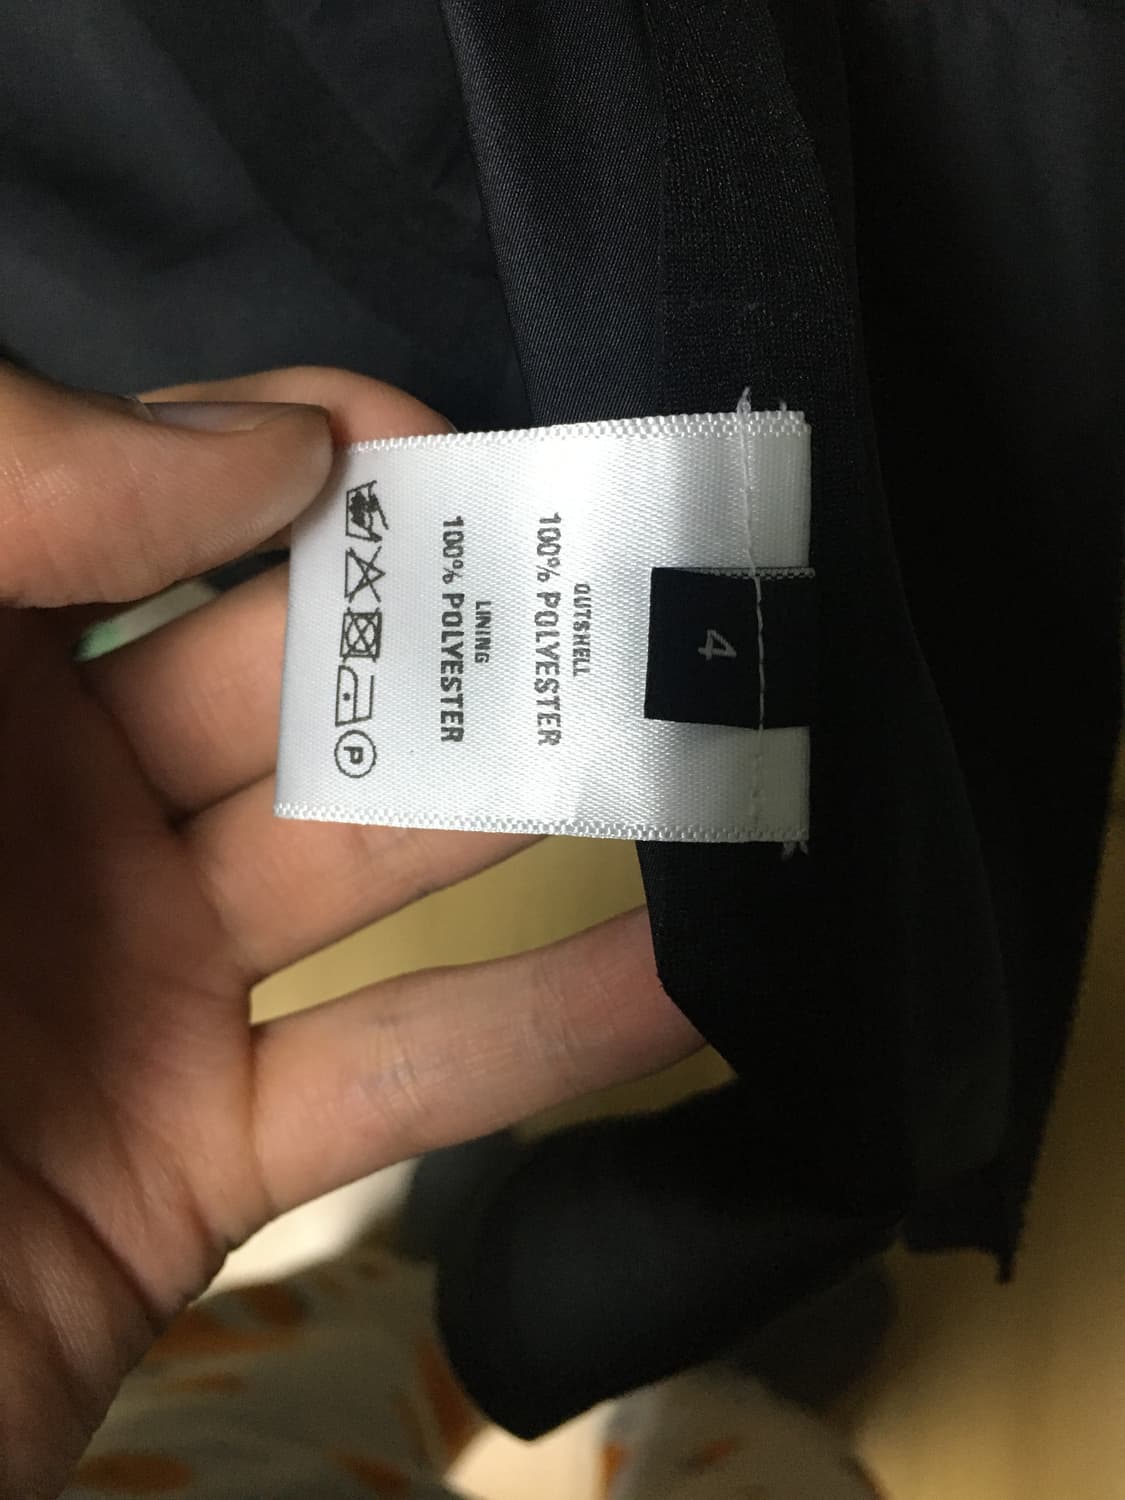 4
OUTSHELL
100% POLYESTER
LINING
100% POLYESTER
P